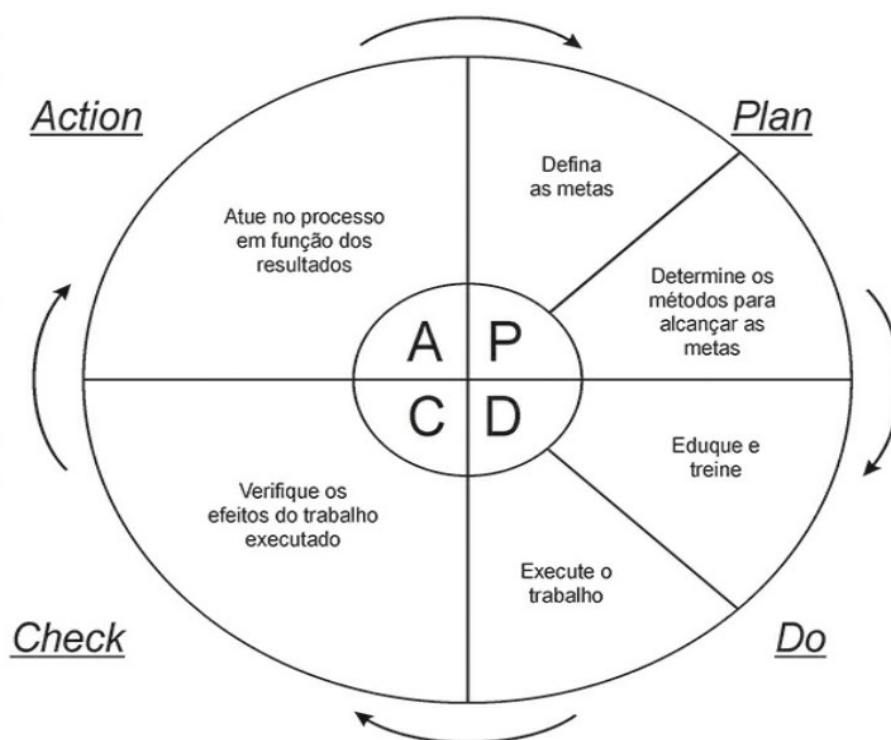 Action
Plan
Defina
as metas
Atue no processo
em função dos
resultados
Determine os
métodos para
alcançar as
metas
A P
C D
Eduque e
treine
Verifique os
efeitos do trabalho
executado
Execute o
trabalho
Check
Do